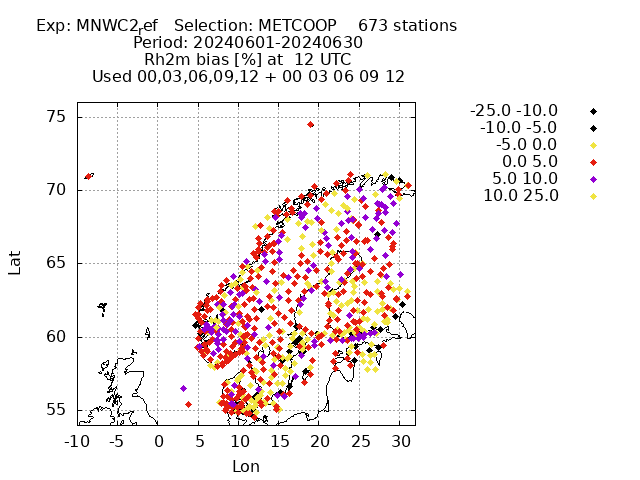 Exp: MNWC2ref   Selection: METCOOP    673 stations
Period: 20240601-20240630
Rh2m bias [%] at  12 UTC
Used 00,03,06,09,12 + 00 03 06 09 12
-25.0 -10.0
-10.0 -5.0
-5.0 0.0
0.0 5.0
5.0 10.0
10.0 25.0
75
70
65
60
55
Lat
-10 -5 0 5 10 15 20 25 30
Lon